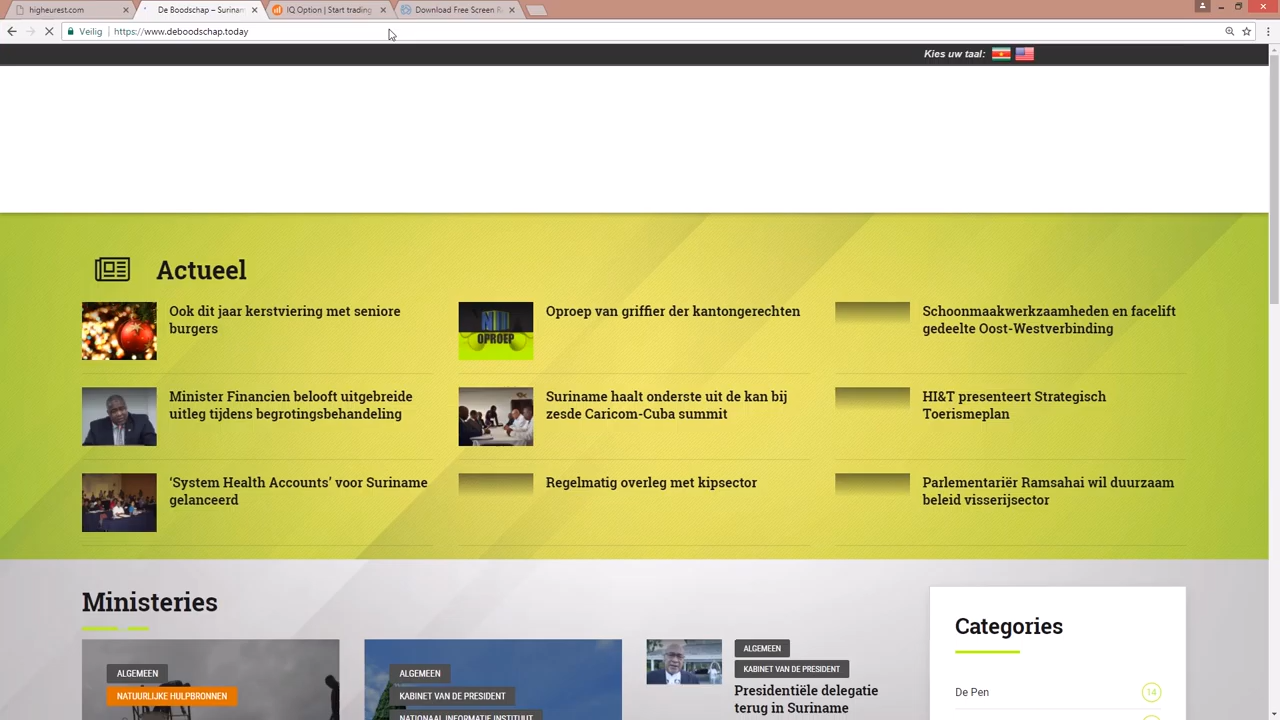 higheurest.com
De Boodschap – Surinam
IQ Option | Start trading
Download Free Screen R
Veilig
https://www.deboodschap.today
Kies uw taal:
Actueel
Ook dit jaar kerstviering met seniore
burgers
Oproep van griffier der kantongerechten
OPROEP
Schoonmaakwerkzaamheden en facelift
gedeelte Oost-Westverbinding
Minister Financien belooft uitgebreide
uitleg tijdens begrotingsbehandeling
Suriname haalt onderste uit de kan bij
zesde Caricom-Cuba summit
HI&T presenteert Strategisch
Toerismeplan
‘System Health Accounts’ voor Suriname
gelanceerd
Regelmatig overleg met kipsector
Parlementariër Ramsahai wil duurzaam
beleid visserijsector
Ministeries
ALGEMEEN
NATUURLIJKE HULPBRONNEN
ALGEMEEN
KABINET VAN DE PRESIDENT
NATIONAAL INFORMATIE INSTITUUT
ALGEMEEN
KABINET VAN DE PRESIDENT
Presidentiële delegatie
terug in Suriname
Categories
De Pen
14